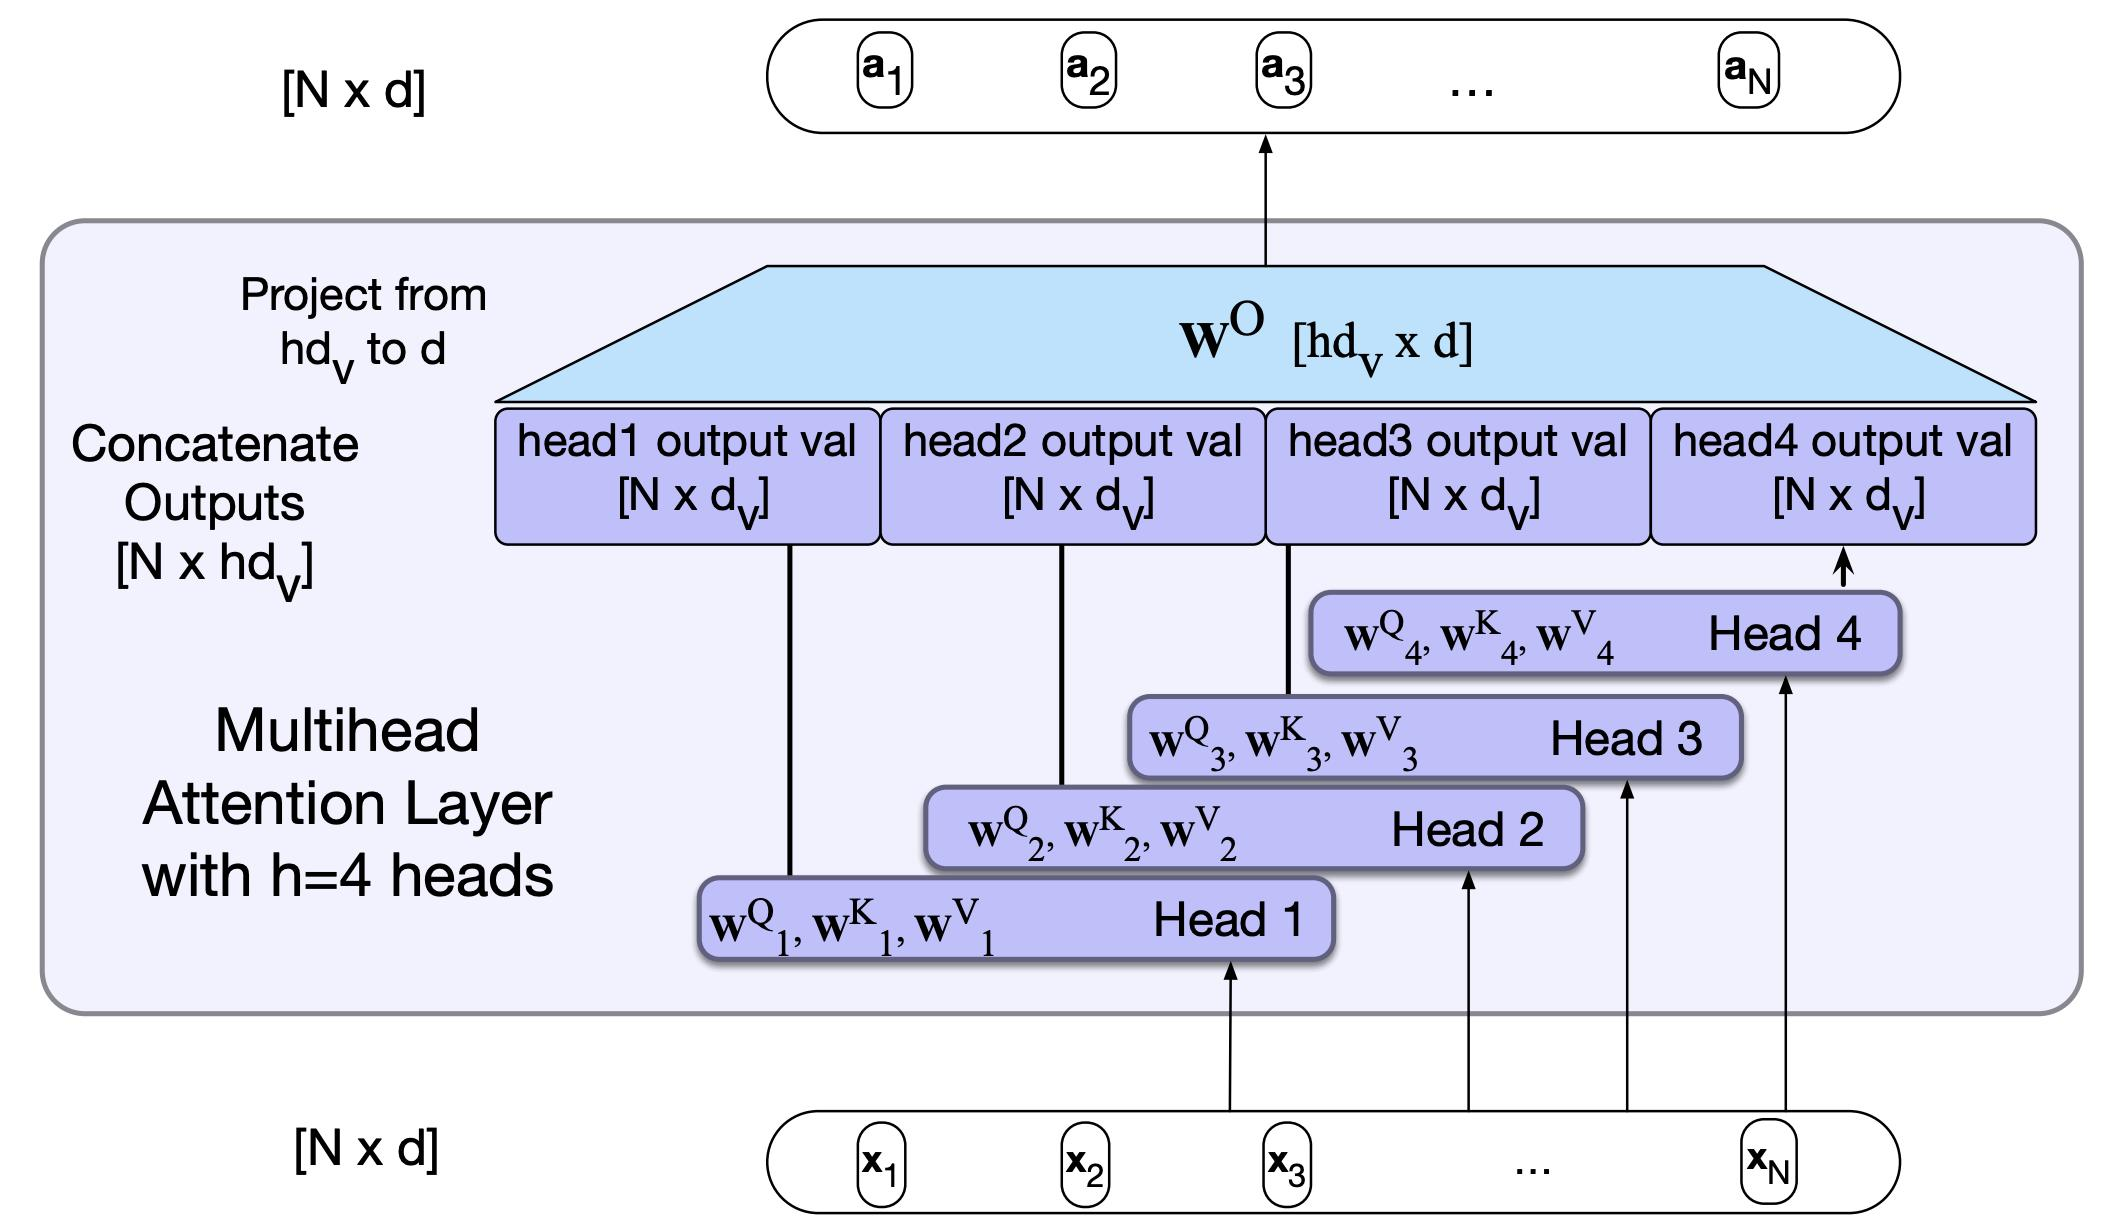 [N x d]
a1 a2 a3 ... aN
Project from
hdv to d
WO [hdv x d]
Concatenate
Outputs
[N x hdv]
head1 output val
[N x dv]
head2 output val
[N x dv]
head3 output val
[N x dv]
head4 output val
[N x dv]
WQ4, WK4, WV4 Head 4
WQ3, WK3, WV3 Head 3
WQ2, WK2, WV2 Head 2
WQ1, WK1, WV1 Head 1
Multihead
Attention Layer
with h=4 heads
[N x d]
x1 x2 x3 ... xN